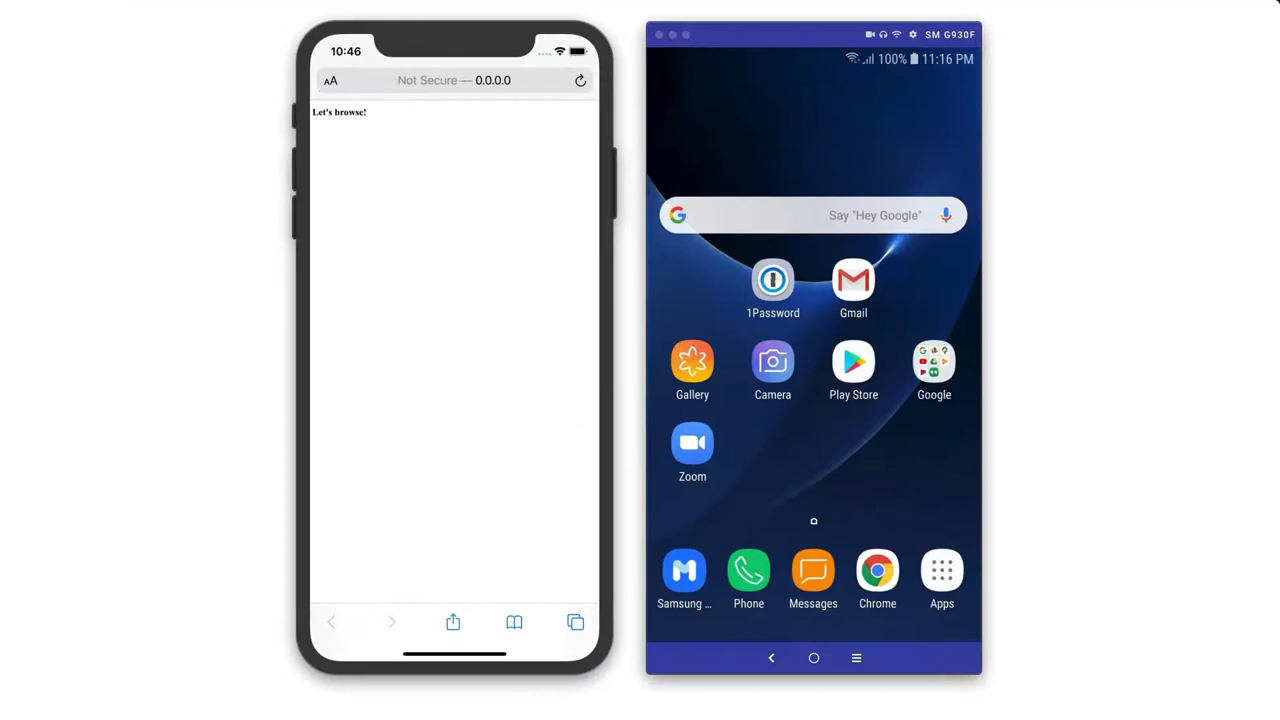 10:46
AA
Not Secure — 0.0.0.0
Let's browse!
SM G930F
100% 11:16 PM
Say "Hey Google"
1Password
Gmail
Gallery
Camera
Play Store
Google
Zoom
Samsung ...
Phone
Messages
Chrome
Apps